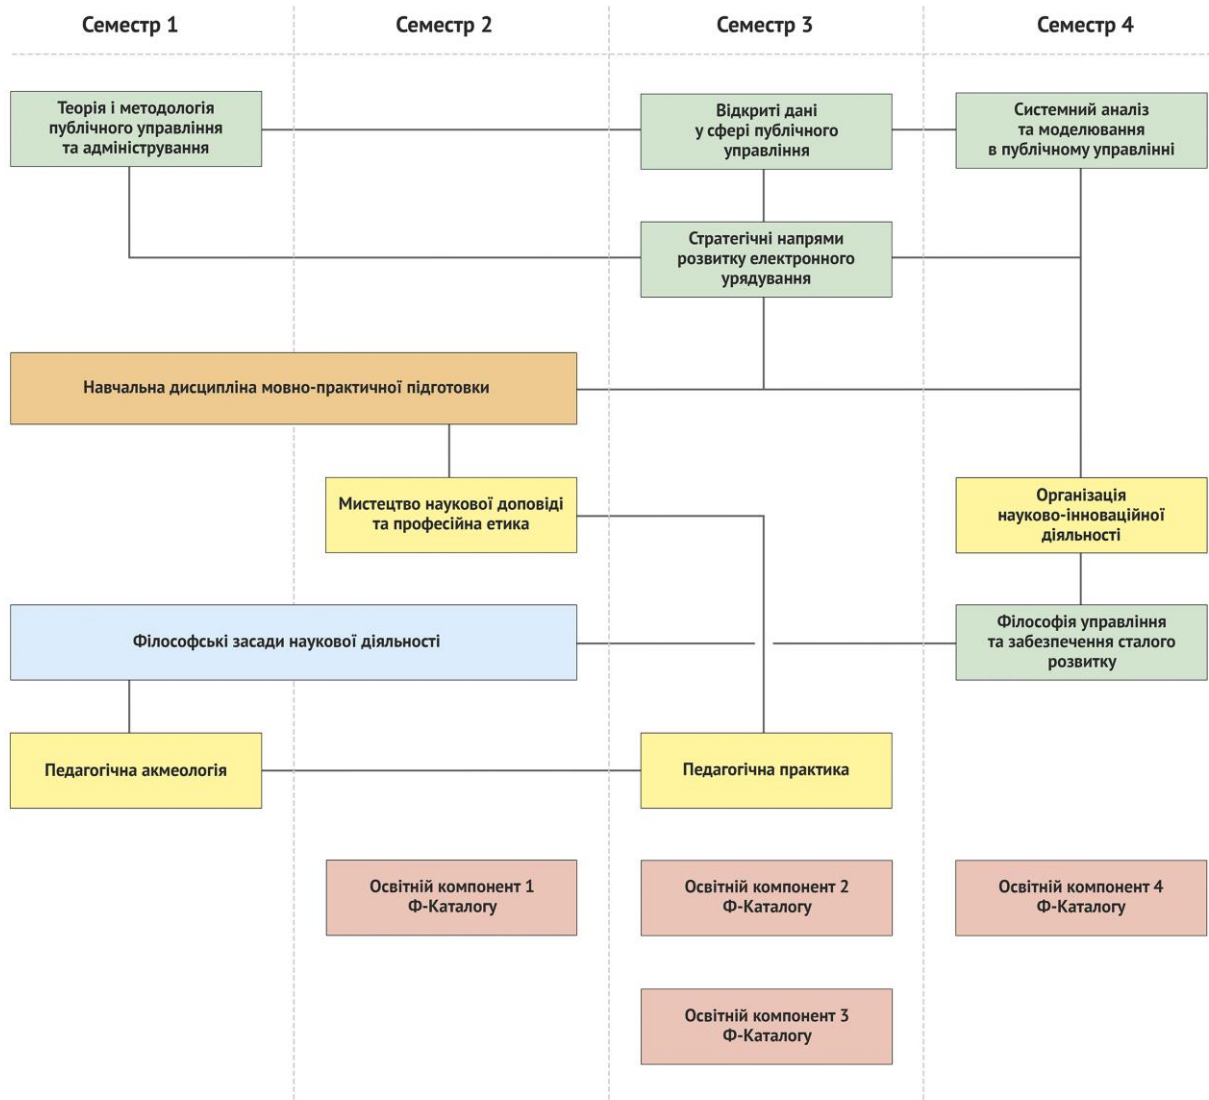 Семестр 1
Семестр 2
Семестр 3
Семестр 4
Теорія і методологія
публічного управління
та адміністрування
Відкриті дані
у сфері публічного
управління
Системний аналіз
та моделювання
в публічному управлінні
Стратегічні напрями
розвитку електронного
урядування
Навчальна дисципліна мовно-практичної підготовки
Мистецтво наукової доповіді
та професійна етика
Організація
науково-інноваційної
діяльності
Філософські засади наукової діяльності
Філософія управління
та забезпечення сталого
розвитку
Педагогічна акмеологія
Педагогічна практика
Освітній компонент 1
Ф-Каталогу
Освітній компонент 2
Ф-Каталогу
Освітній компонент 4
Ф-Каталогу
Освітній компонент 3
Ф-Каталогу